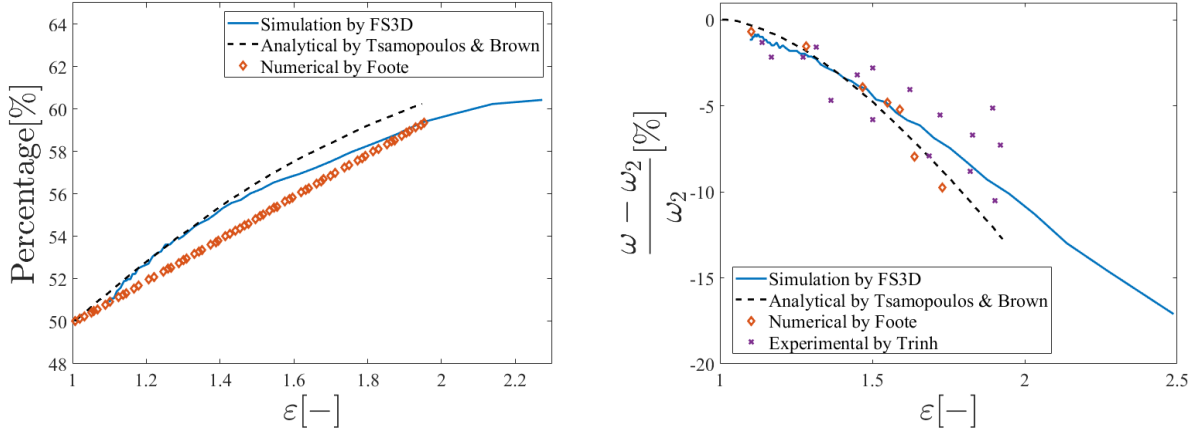 Percentage[%]
64
62
60
58
56
54
52
50
48
Simulation by FS3D
Analytical by Tsamopoulos & Brown
Numerical by Foote
1
1.2
1.4
1.6
1.8
2
2.2
ε[−]
ω − ω₂
ω₂
[%]
0
-5
-10
-15
-20
Simulation by FS3D
Analytical by Tsamopoulos & Brown
Numerical by Foote
Experimental by Trinh
1
1.5
2
2.5
ε[−]